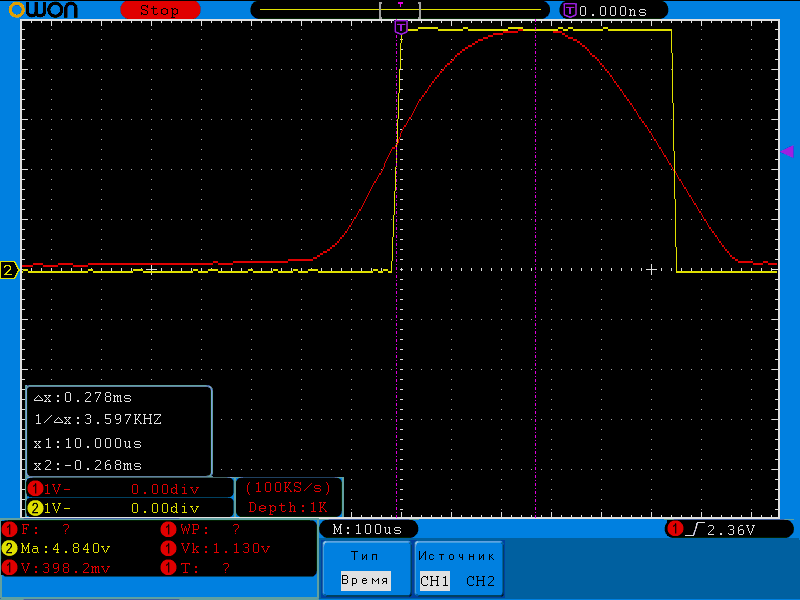 OWON Stop T 0.000ns
T
2
△x:0.278ms
1/△x:3.597KHZ
x1:10.000us
x2:-0.268ms
1 1V- 0.00div (100KS/s)
2 1V- 0.00div Depth:1K
1 F: ? 1 WP: ? M:100us 1 2.36V
2 Ma:4.840v 1 Vk:1.130v Тип Источник
1 V:398.2mv 1 T: ? Время CH1 CH2